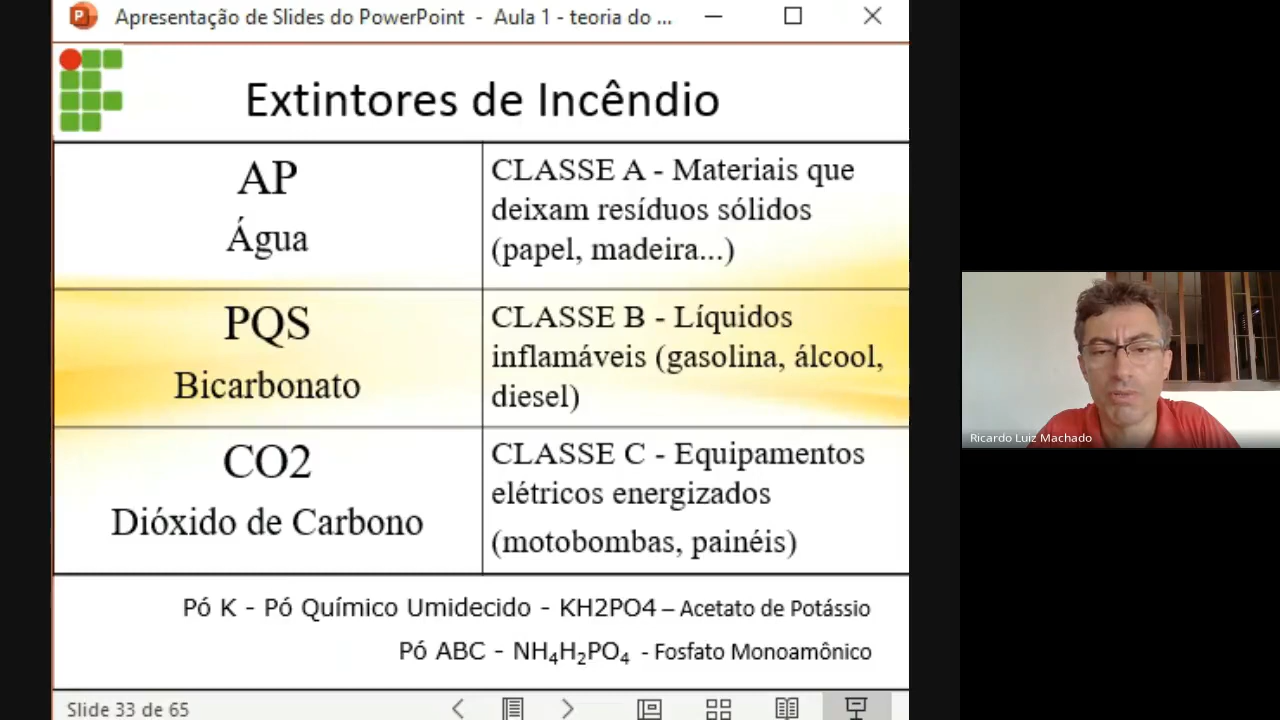 Apresentação de Slides do PowerPoint - Aula 1 - teoria do ...
Extintores de Incêndio
AP
Água
CLASSE A - Materiais que
deixam resíduos sólidos
(papel, madeira...)
PQS
Bicarbonato
CLASSE B - Líquidos
inflamáveis (gasolina, álcool,
diesel)
CO2
Dióxido de Carbono
CLASSE C - Equipamentos
elétricos energizados
(motobombas, painéis)
Pó K - Pó Químico Umidecido - KH2PO4 – Acetato de Potássio
Pó ABC - NH₄H₂PO₄ - Fosfato Monoamônico
Slide 33 de 65
Ricardo Luiz Machado